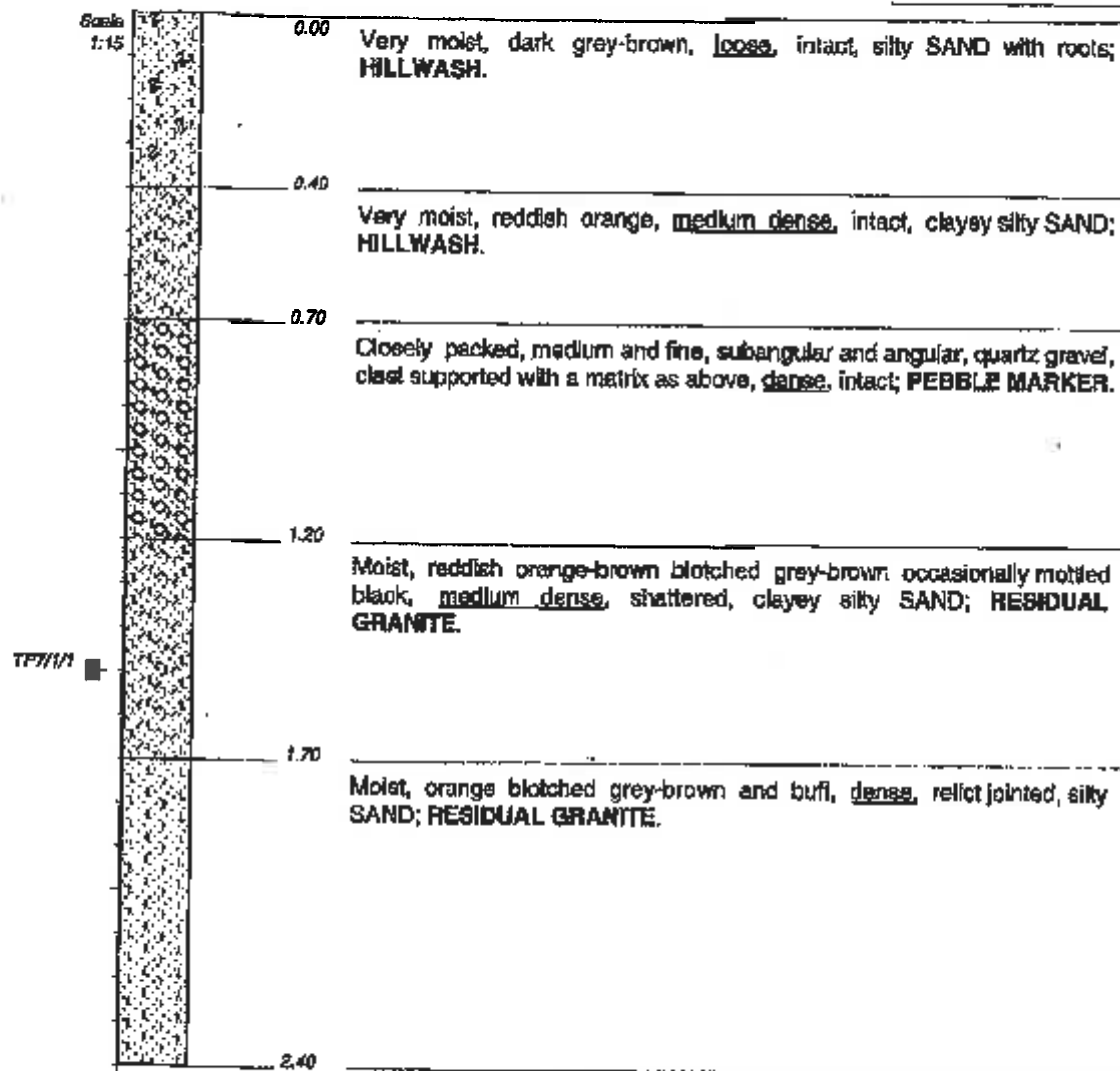 Scale
1:15
0.00
Very moist, dark grey-brown, loose, intact, silty SAND with roots;
HILLWASH.
0.40
Very moist, reddish orange, medium dense, intact, clayey silty SAND;
HILLWASH.
0.70
Closely packed, medium and fine, subangular and angular, quartz gravel,
clast supported with a matrix as above, dense, intact; PEBBLE MARKER.
1.20
Moist, reddish orange-brown blotched grey-brown occasionally mottled
black, medium dense, shattered, clayey silty SAND; RESIDUAL
GRANITE.
TP7/1/1
1.70
Moist, orange blotched grey-brown and buff, dense, relict jointed, silty
SAND; RESIDUAL GRANITE.
2.40